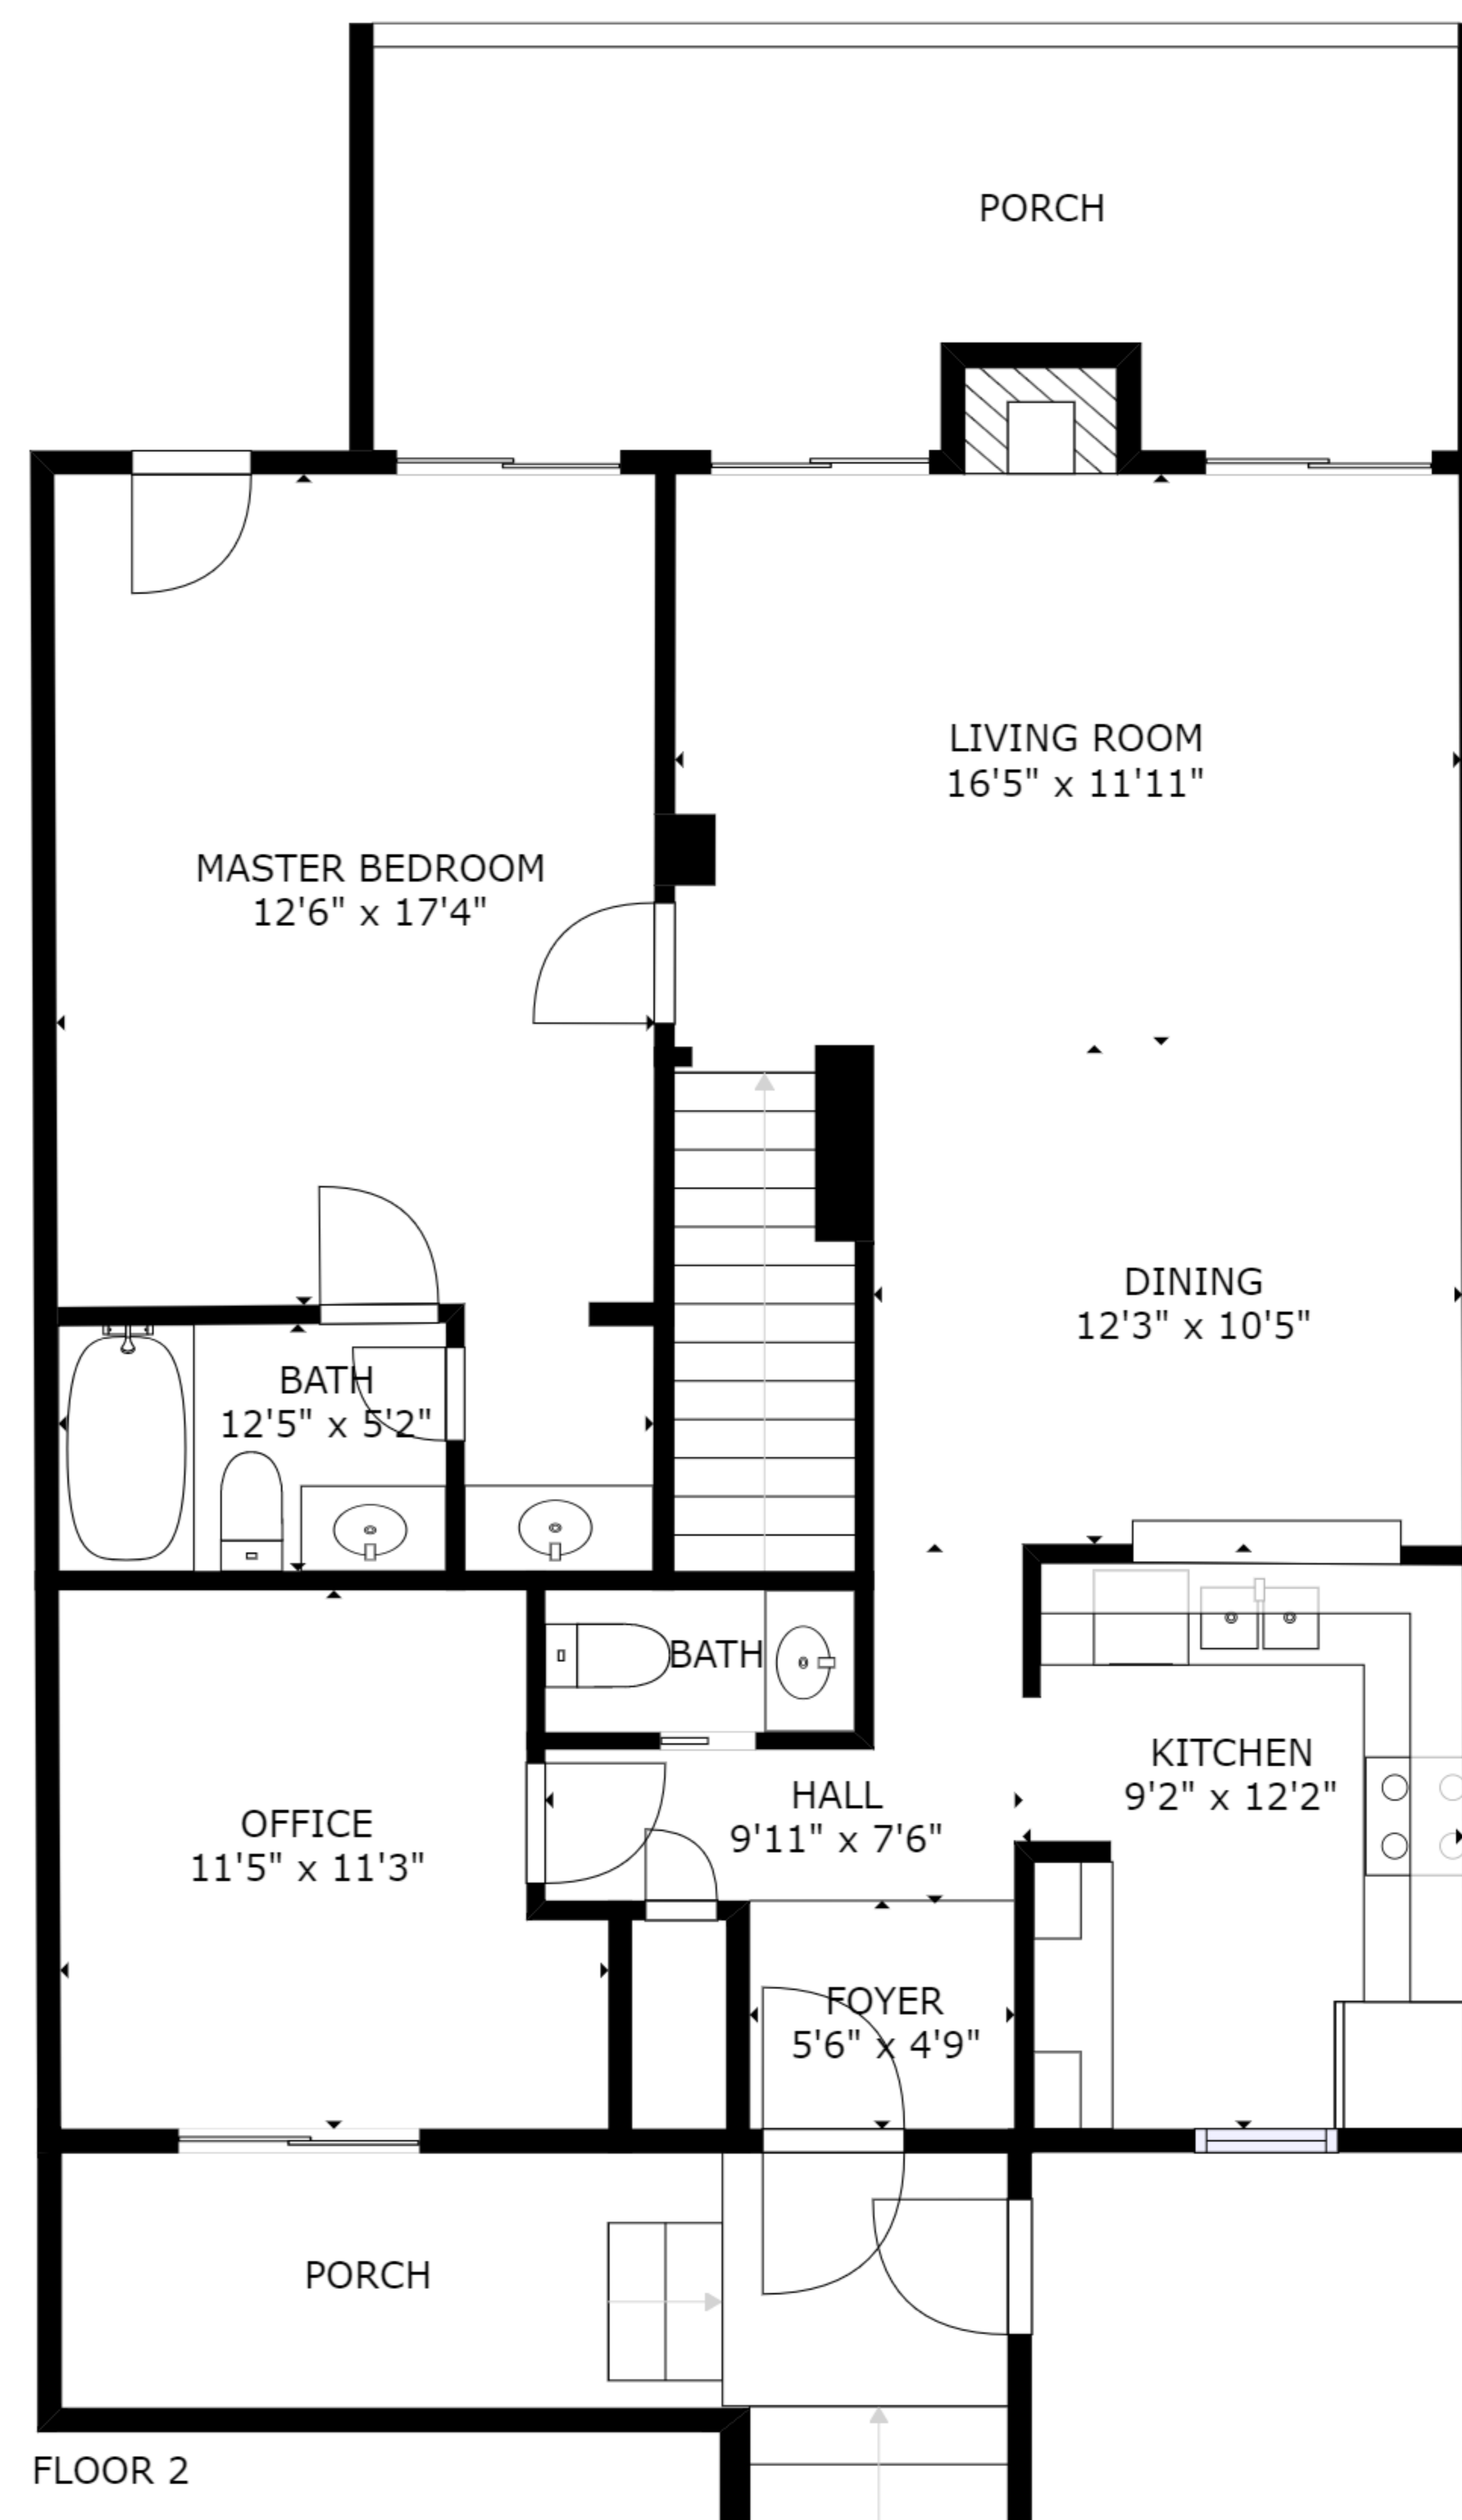 PORCH
LIVING ROOM
16'5" x 11'11"
MASTER BEDROOM
12'6" x 17'4"
DINING
12'3" x 10'5"
BATH
12'5" x 5'2"
BATH
KITCHEN
9'2" x 12'2"
HALL
9'11" x 7'6"
OFFICE
11'5" x 11'3"
FOYER
5'6" x 4'9"
PORCH
FLOOR 2